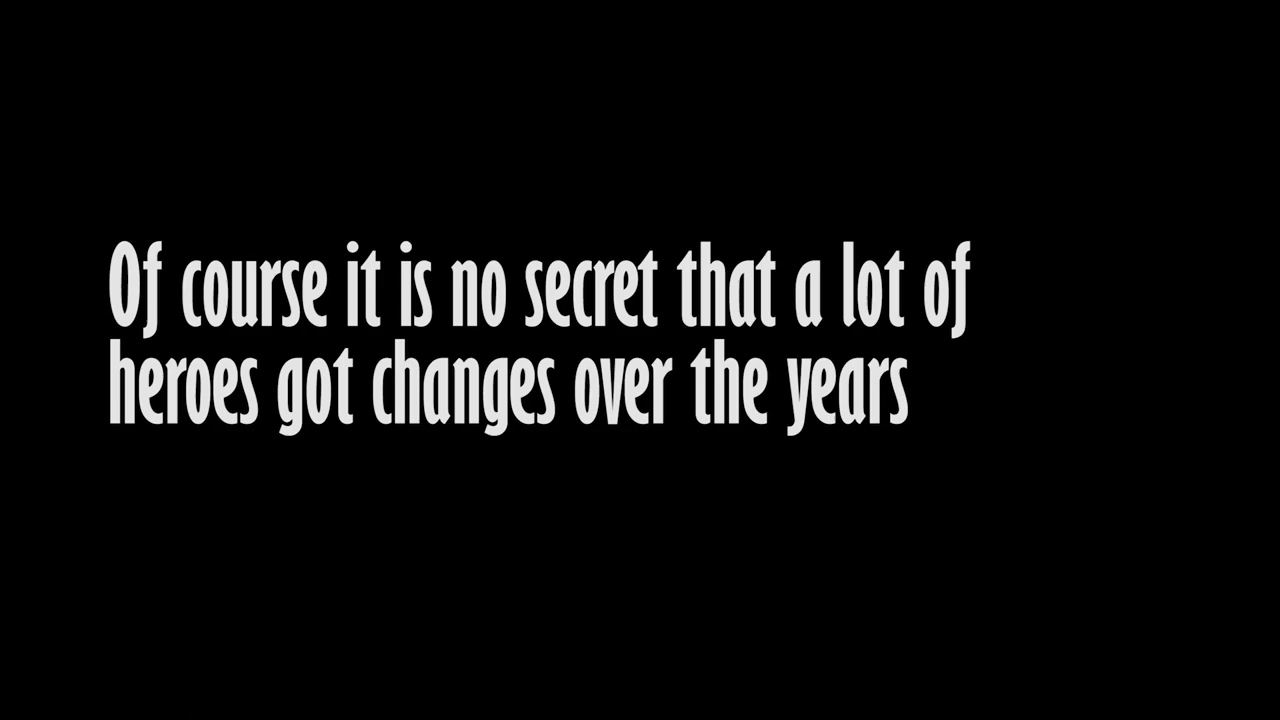 Of course it is no secret that a lot of
heroes got changes over the years